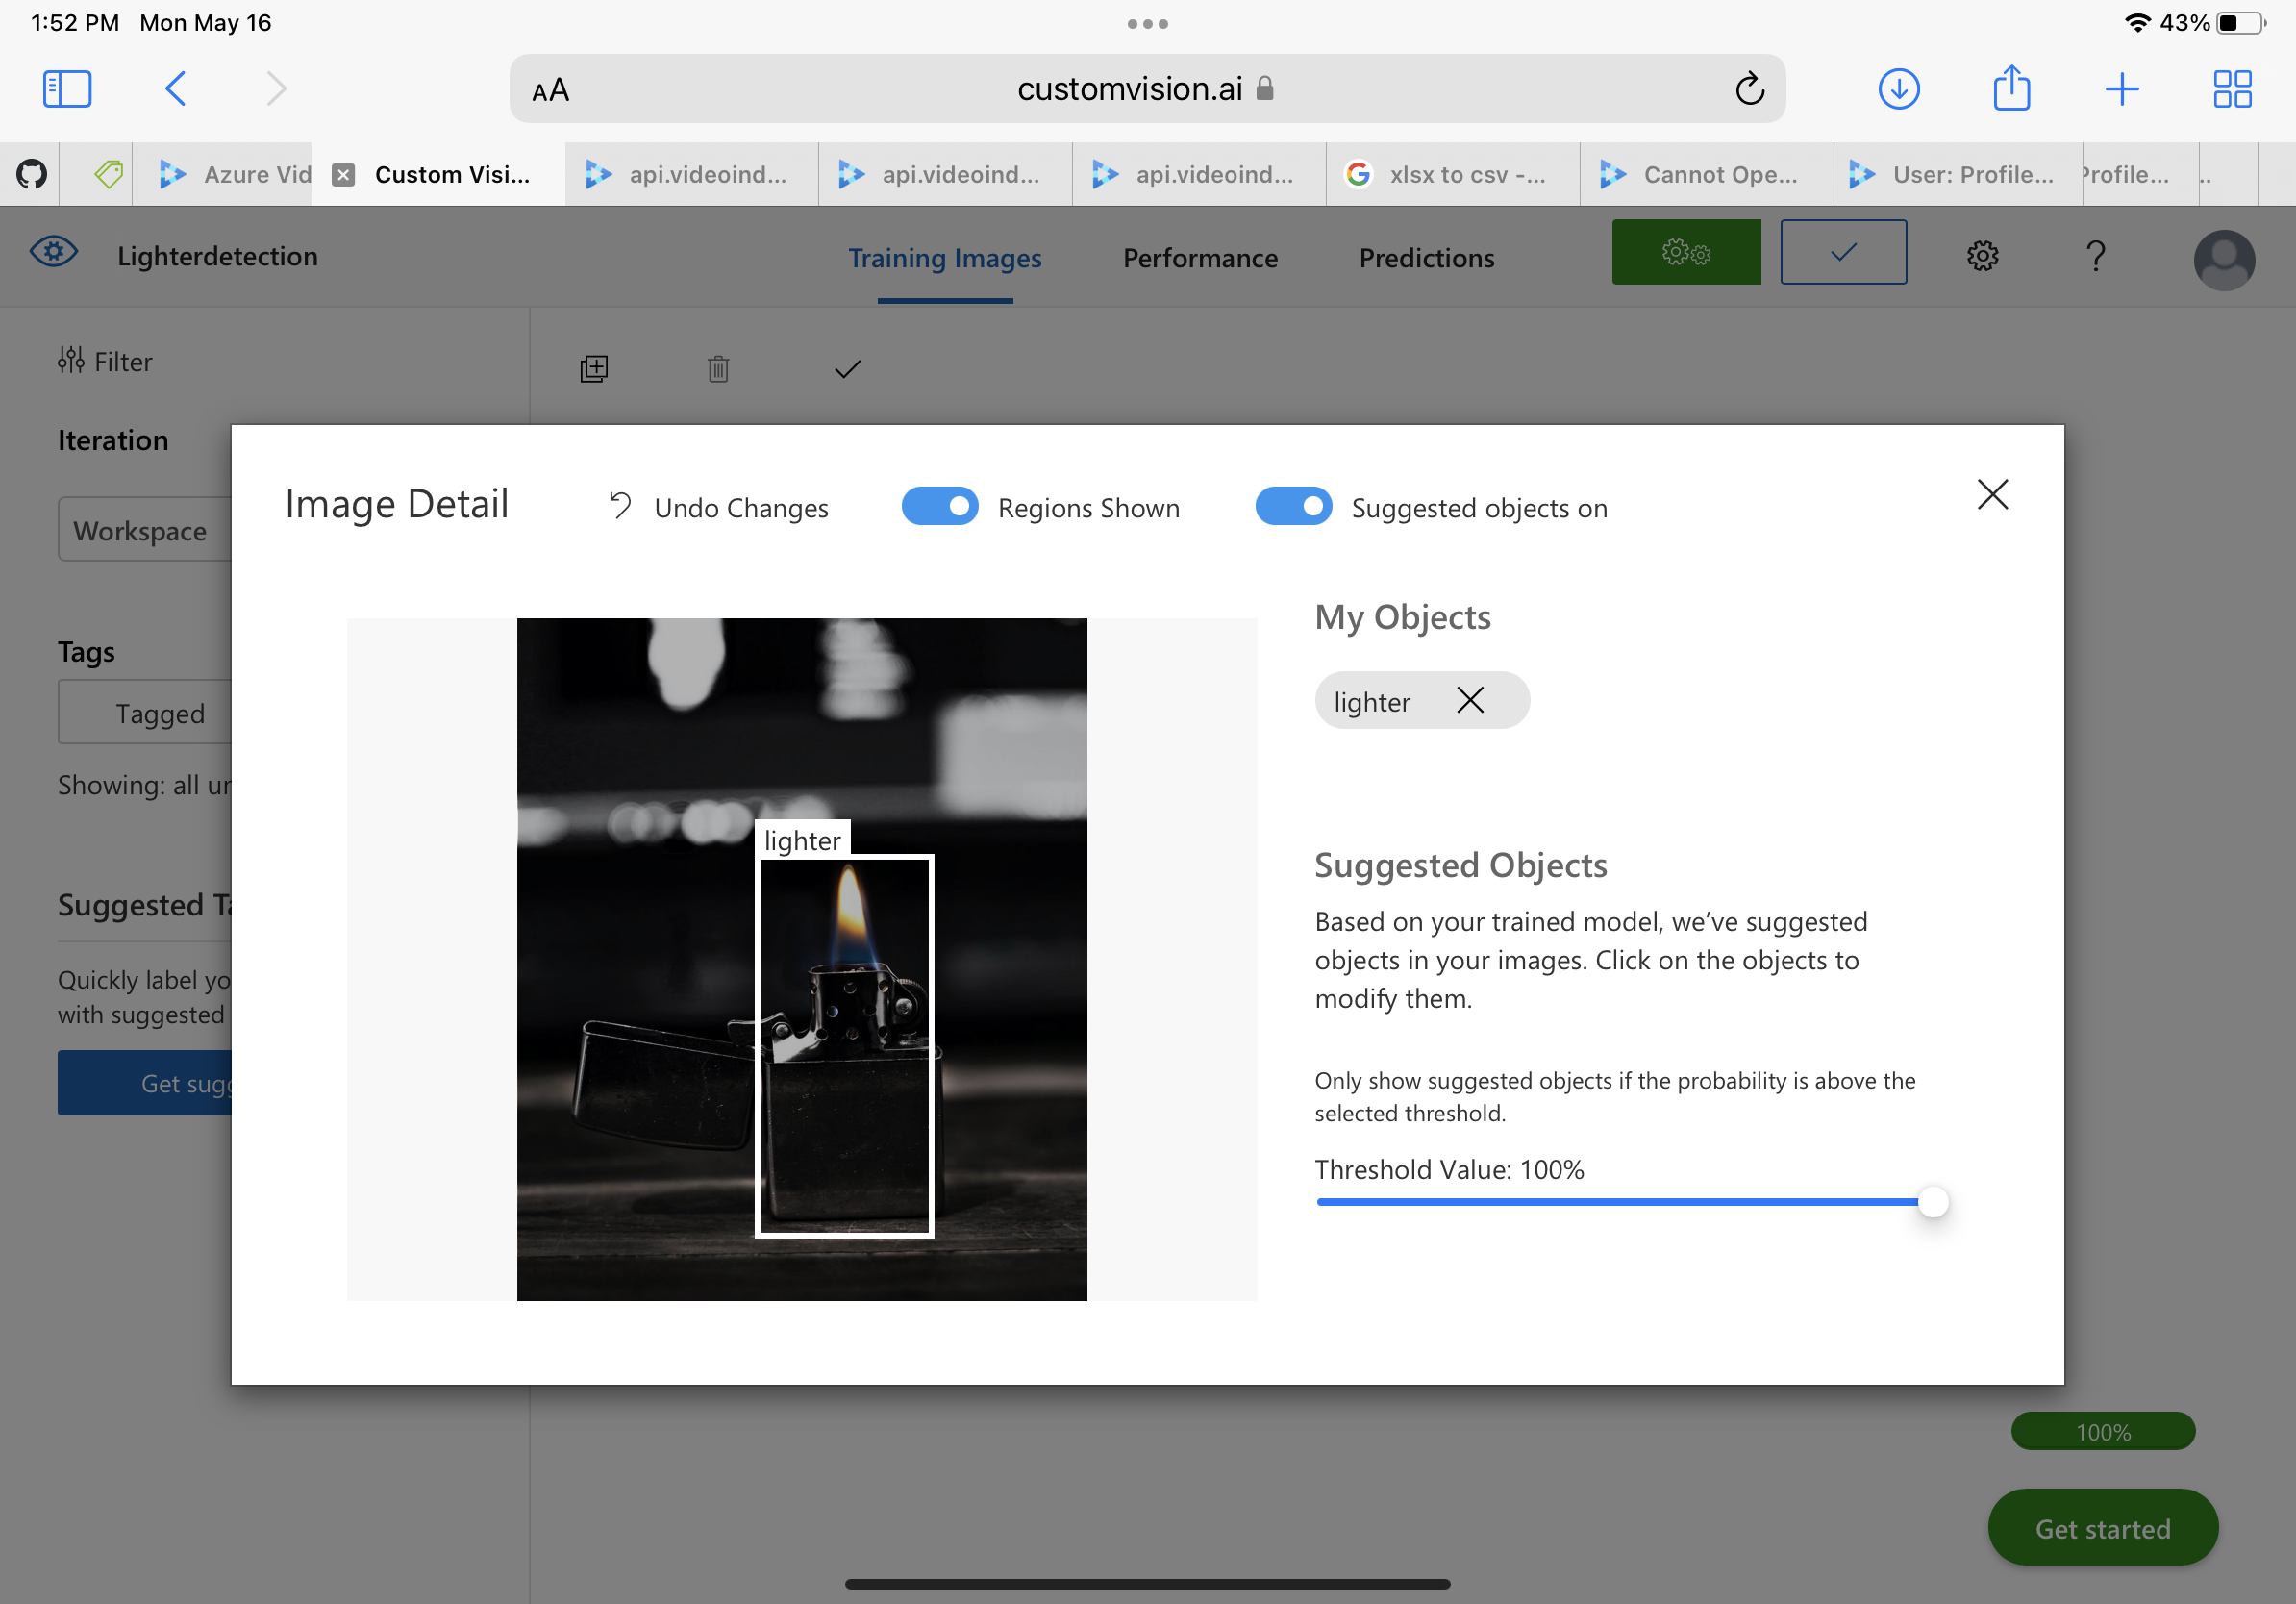 1:52 PM Mon May 16
43%
AA
customvision.ai
Azure Vid
Custom Visi...
api.videoind...
api.videoind...
api.videoind...
xlsx to csv -...
Cannot Ope...
User: Profile...
Profile...
..
Lighterdetection
Training Images
Performance
Predictions
?
Filter
Iteration
Workspace
Tags
Tagged
Showing: all un
Suggested Ta
Quickly label yo
with suggested
Get sugg
Image Detail
Undo Changes
Regions Shown
Suggested objects on
lighter
My Objects
lighter
Suggested Objects
Based on your trained model, we've suggested
objects in your images. Click on the objects to
modify them.
Only show suggested objects if the probability is above the
selected threshold.
Threshold Value: 100%
100%
Get started